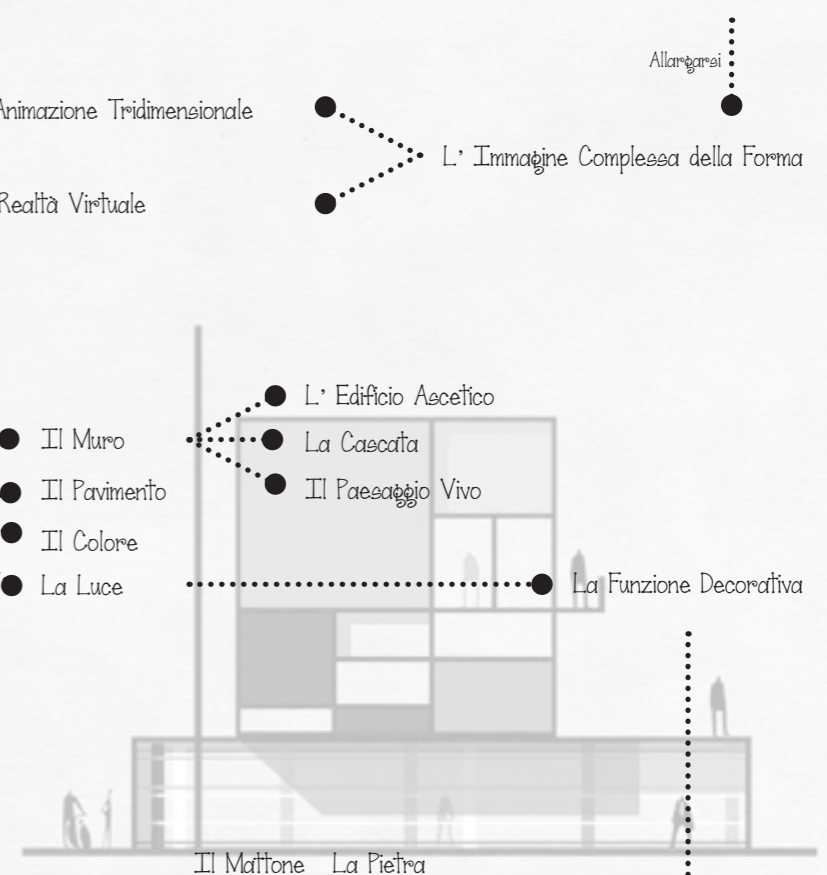 Allargarsi
Animazione Tridimensionale
L' Immagine Complessa della Forma
Realtà Virtuale
L' Edificio Ascetico
Il Muro
La Cascata
Il Pavimento
Il Paesaggio Vivo
Il Colore
La Luce
La Funzione Decorativa
Il Mattone La Pietra